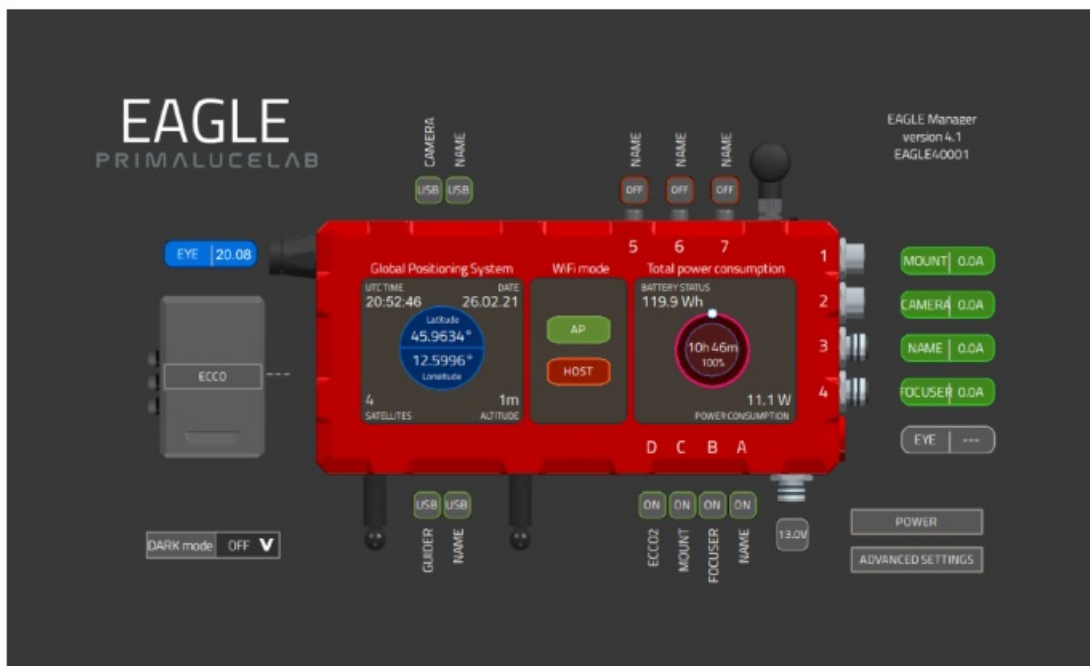 EAGLE
PRIMALUCELAB
CAMERA
NAME
USB
USB
NAME
NAME
NAME
OFF
OFF
OFF
EAGLE Manager
version 4.1
EAGLE40001
EYE 20.08
5 6 7
Global Positioning System
UTC TIME DATE
20:52:46 26.02.21
Latitude
45.9634°
12.5996°
Longitude
4 1m
SATELLITES ALTITUDE
WiFi mode
AP
HOST
Total power consumption
BATTERY STATUS
119.9 Wh
10h 46m
100%
11.1 W
POWER CONSUMPTION
1
2
3
4
MOUNT 0.0A
CAMERA 0.0A
NAME 0.0A
FOCUSER 0.0A
EYE ---
ECCO ---
D C B A
USB
USB
GUIDER
NAME
ON
ON
ON
ON
ECCO2
MOUNT
FOCUSER
NAME
13.0V
DARK mode OFF V
POWER
ADVANCED SETTINGS